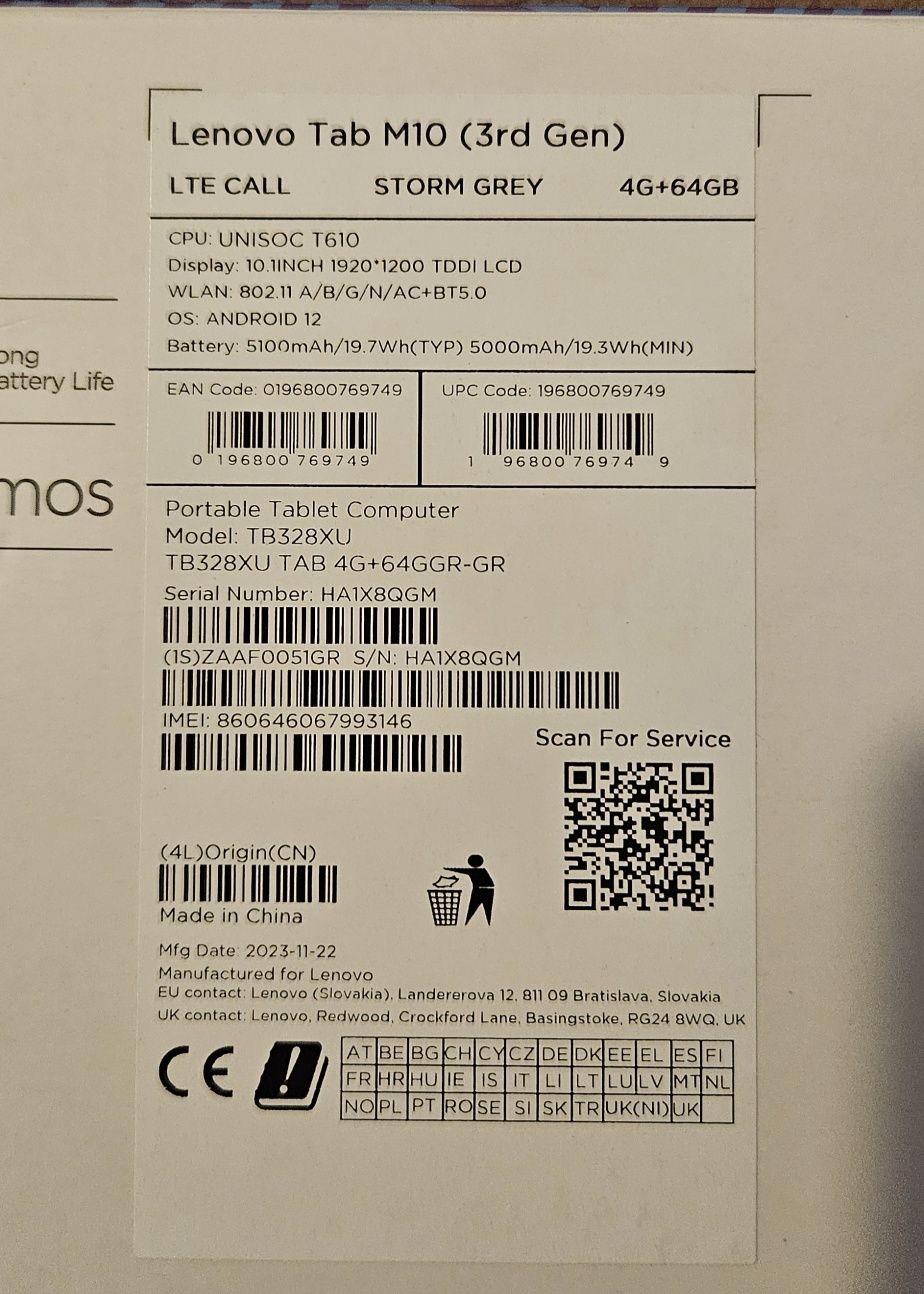 Lenovo Tab M10 (3rd Gen)
LTE CALL STORM GREY 4G+64GB
CPU: UNISOC T610
Display: 10.1INCH 1920*1200 TDDI LCD
WLAN: 802.11 A/B/G/N/AC+BT5.0
OS: ANDROID 12
Battery: 5100mAh/19.7Wh(TYP) 5000mAh/19.3Wh(MIN)
ong
attery Life
mos
EAN Code: 0196800769749 UPC Code: 196800769749
0 196800 769749 1 96800 76974 9
Portable Tablet Computer
Model: TB328XU
TB328XU TAB 4G+64GGR-GR
Serial Number: HA1X8QGM
(1S)ZAAF0051GR S/N: HA1X8QGM
IMEI: 860646067993146
Scan For Service
(4L)Origin(CN)
Made in China
Mfg Date: 2023-11-22
Manufactured for Lenovo
EU contact: Lenovo (Slovakia), Landererova 12, 811 09 Bratislava, Slovakia
UK contact: Lenovo, Redwood, Crockford Lane, Basingstoke, RG24 8WQ, UK
CE
AT BE BG CH CY CZ DE DK EE EL ES FI
FR HR HU IE IS IT LI LT LU LV MT NL
NO PL PT RO SE SI SK TR UK(NI) UK